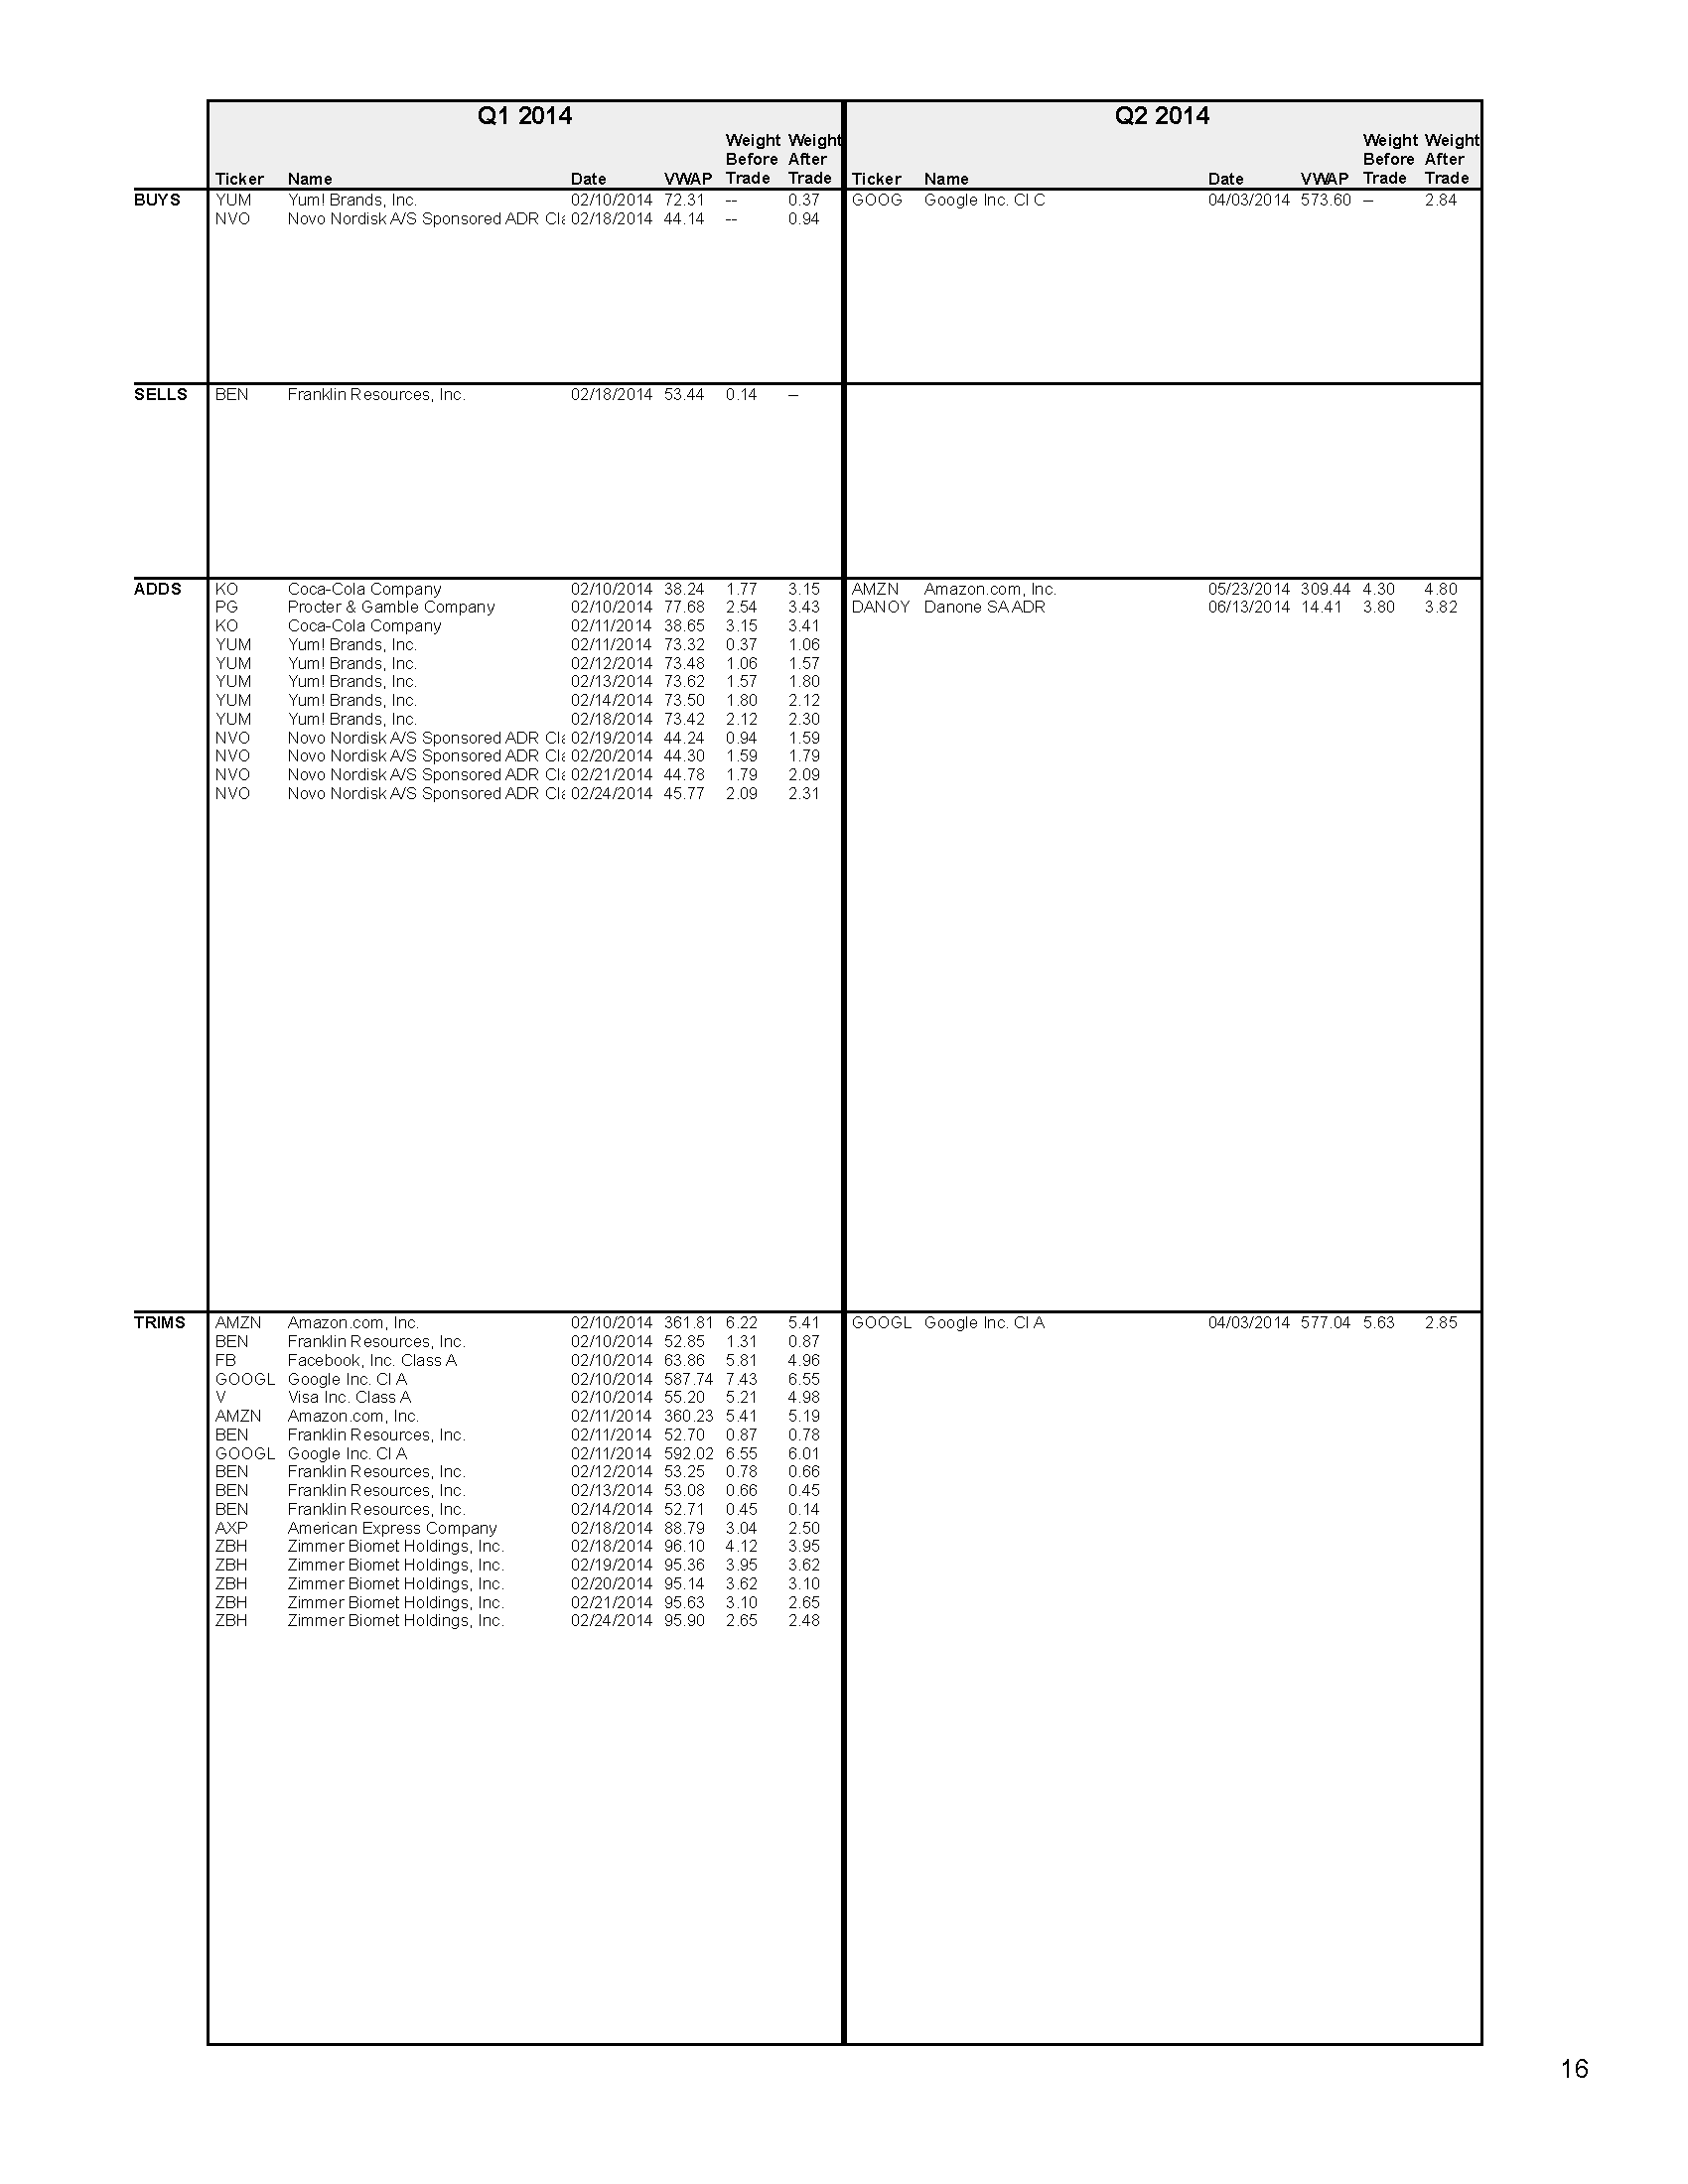 Q1 2014 Q2 2014
Weight Weight Weight Weight
Before After Before After
Ticker Name Date VWAP Trade Trade Ticker Name Date VWAP Trade Trade
BUYS YUM Yum! Brands, Inc. 02/10/2014 72.31 -- 0.37 GOOG Google Inc. Cl C 04/03/2014 573.60 – 2.84
NVO Novo Nordisk A/S Sponsored ADR Cla 02/18/2014 44.14 -- 0.94
SELLS BEN Franklin Resources, Inc. 02/18/2014 53.44 0.14 –
ADDS KO Coca-Cola Company 02/10/2014 38.24 1.77 3.15 AMZN Amazon.com, Inc. 05/23/2014 309.44 4.30 4.80
PG Procter & Gamble Company 02/10/2014 77.68 2.54 3.43 DANOY Danone SA ADR 06/13/2014 14.41 3.80 3.82
KO Coca-Cola Company 02/11/2014 38.65 3.15 3.41
YUM Yum! Brands, Inc. 02/11/2014 73.32 0.37 1.06
YUM Yum! Brands, Inc. 02/12/2014 73.48 1.06 1.57
YUM Yum! Brands, Inc. 02/13/2014 73.62 1.57 1.80
YUM Yum! Brands, Inc. 02/14/2014 73.50 1.80 2.12
YUM Yum! Brands, Inc. 02/18/2014 73.42 2.12 2.30
NVO Novo Nordisk A/S Sponsored ADR Cla 02/19/2014 44.24 0.94 1.59
NVO Novo Nordisk A/S Sponsored ADR Cla 02/20/2014 44.30 1.59 1.79
NVO Novo Nordisk A/S Sponsored ADR Cla 02/21/2014 44.78 1.79 2.09
NVO Novo Nordisk A/S Sponsored ADR Cla 02/24/2014 45.77 2.09 2.31
TRIMS AMZN Amazon.com, Inc. 02/10/2014 361.81 6.22 5.41 GOOGL Google Inc. Cl A 04/03/2014 577.04 5.63 2.85
BEN Franklin Resources, Inc. 02/10/2014 52.85 1.31 0.87
FB Facebook, Inc. Class A 02/10/2014 63.86 5.81 4.96
GOOGL Google Inc. Cl A 02/10/2014 587.74 7.43 6.55
V Visa Inc. Class A 02/10/2014 55.20 5.21 4.98
AMZN Amazon.com, Inc. 02/11/2014 360.23 5.41 5.19
BEN Franklin Resources, Inc. 02/11/2014 52.70 0.87 0.78
GOOGL Google Inc. Cl A 02/11/2014 592.02 6.55 6.01
BEN Franklin Resources, Inc. 02/12/2014 53.25 0.78 0.66
BEN Franklin Resources, Inc. 02/13/2014 53.08 0.66 0.45
BEN Franklin Resources, Inc. 02/14/2014 52.71 0.45 0.14
AXP American Express Company 02/18/2014 88.79 3.04 2.50
ZBH Zimmer Biomet Holdings, Inc. 02/18/2014 96.10 4.12 3.95
ZBH Zimmer Biomet Holdings, Inc. 02/19/2014 95.36 3.95 3.62
ZBH Zimmer Biomet Holdings, Inc. 02/20/2014 95.14 3.62 3.10
ZBH Zimmer Biomet Holdings, Inc. 02/21/2014 95.63 3.10 2.65
ZBH Zimmer Biomet Holdings, Inc. 02/24/2014 95.90 2.65 2.48
16